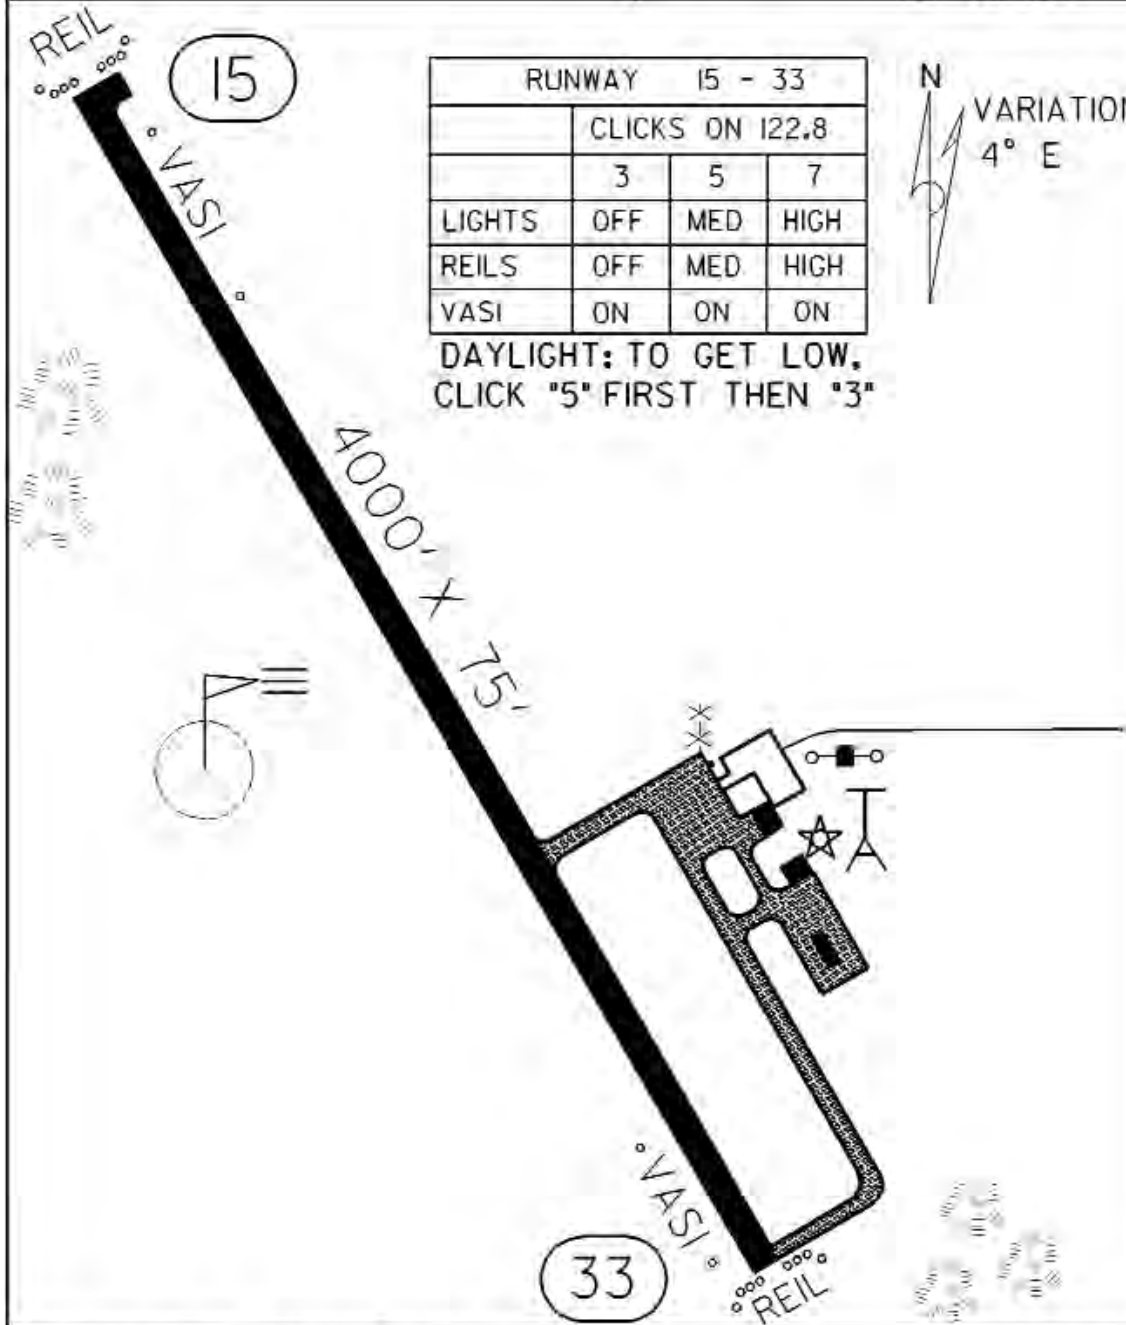 REIL
15
VASI
RUNWAY 15 - 33
CLICKS ON 122.8
3 5 7
LIGHTS OFF MED HIGH
REILS OFF MED HIGH
VASI ON ON ON
DAYLIGHT: TO GET LOW,
CLICK "5" FIRST THEN "3"
N
VARIATION
4° E
4000' X 75'
VASI
33
REIL